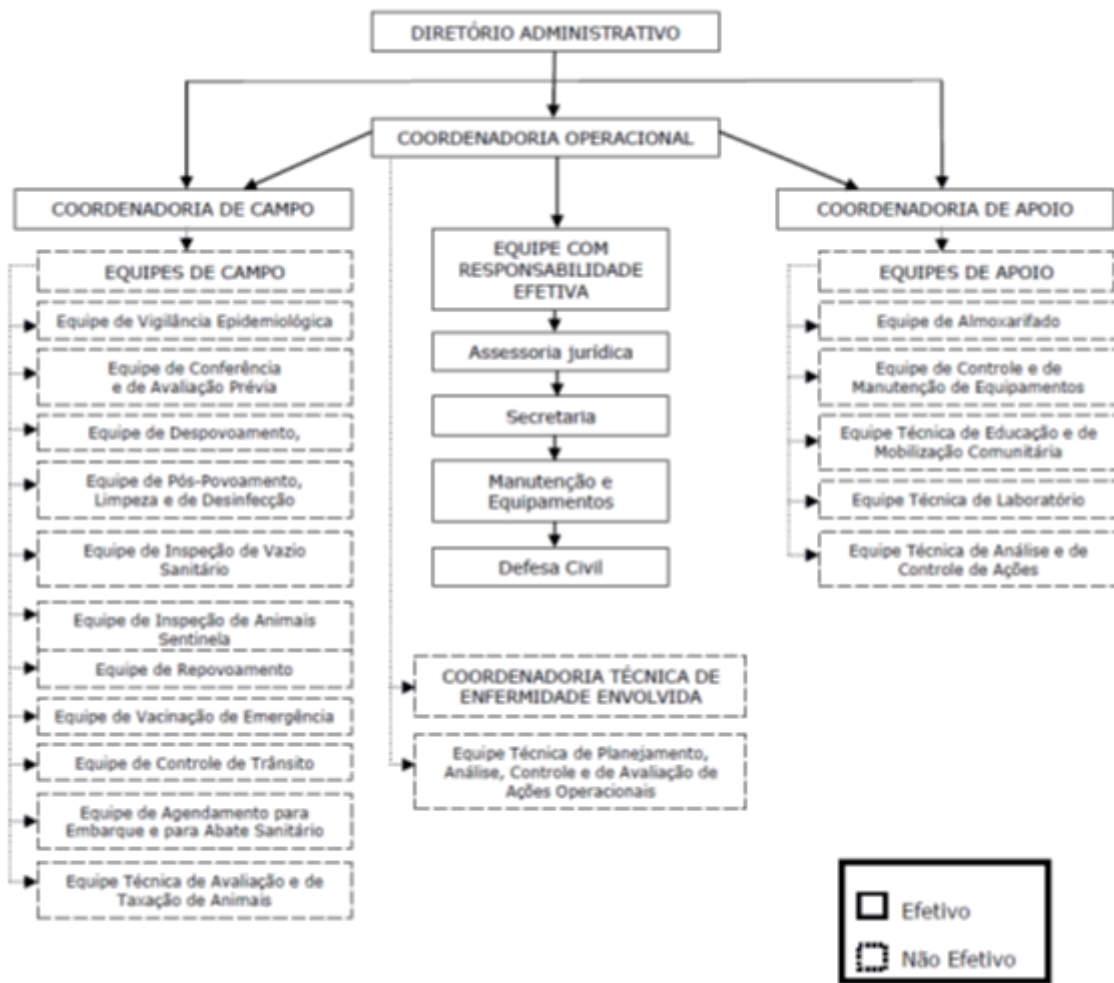 DIRETÓRIO ADMINISTRATIVO
COORDENADORIA OPERACIONAL
COORDENADORIA DE CAMPO
EQUIPES DE CAMPO
Equipe de Vigilância Epidemiológica
Equipe de Conferência
e de Avaliação Prévia
Equipe de Despovoamento,
Equipe de Pós-Povoamento,
Limpeza e de Desinfecção
Equipe de Inspeção de Vazio
Sanitário
Equipe de Inspeção de Animais
Sentinela
Equipe de Repovoamento
Equipe de Vacinação de Emergência
Equipe de Controle de Trânsito
Equipe de Agendamento para
Embarque e para Abate Sanitário
Equipe Técnica de Avaliação e de
Taxação de Animais
EQUIPE COM
RESPONSABILIDADE
EFETIVA
Assessoria jurídica
Secretaria
Manutenção e
Equipamentos
Defesa Civil
COORDENADORIA TÉCNICA DE
ENFERMIDADE ENVOLVIDA
Equipe Técnica de Planejamento,
Análise, Controle e de Avaliação de
Ações Operacionais
COORDENADORIA DE APOIO
EQUIPES DE APOIO
Equipe de Almoxarifado
Equipe de Controle e de
Manutenção de Equipamentos
Equipe Técnica de Educação e de
Mobilização Comunitária
Equipe Técnica de Laboratório
Equipe Técnica de Análise e de
Controle de Ações
Efetivo
Não Efetivo